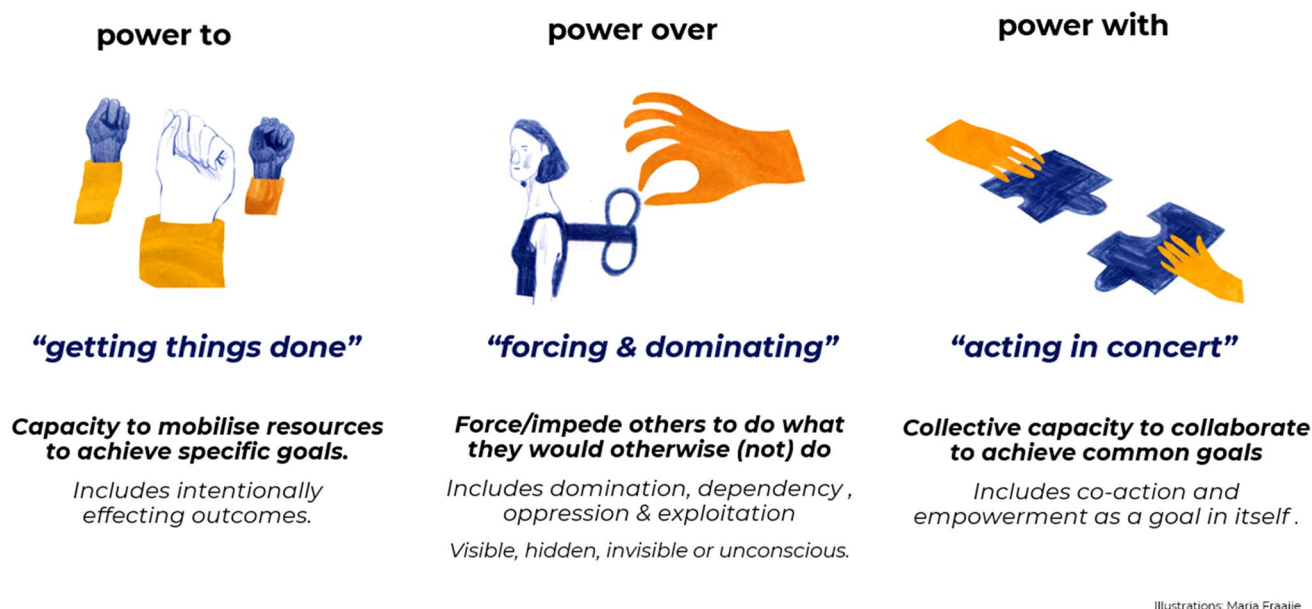 power to
“getting things done”
Capacity to mobilise resources
to achieve specific goals.
Includes intentionally
effecting outcomes.
power over
“forcing & dominating”
Force/impede others to do what
they would otherwise (not) do
Includes domination, dependency ,
oppression & exploitation
Visible, hidden, invisible or unconscious.
power with
“acting in concert”
Collective capacity to collaborate
to achieve common goals
Includes co-action and
empowerment as a goal in itself .
Illustrations: Maria Fraaije